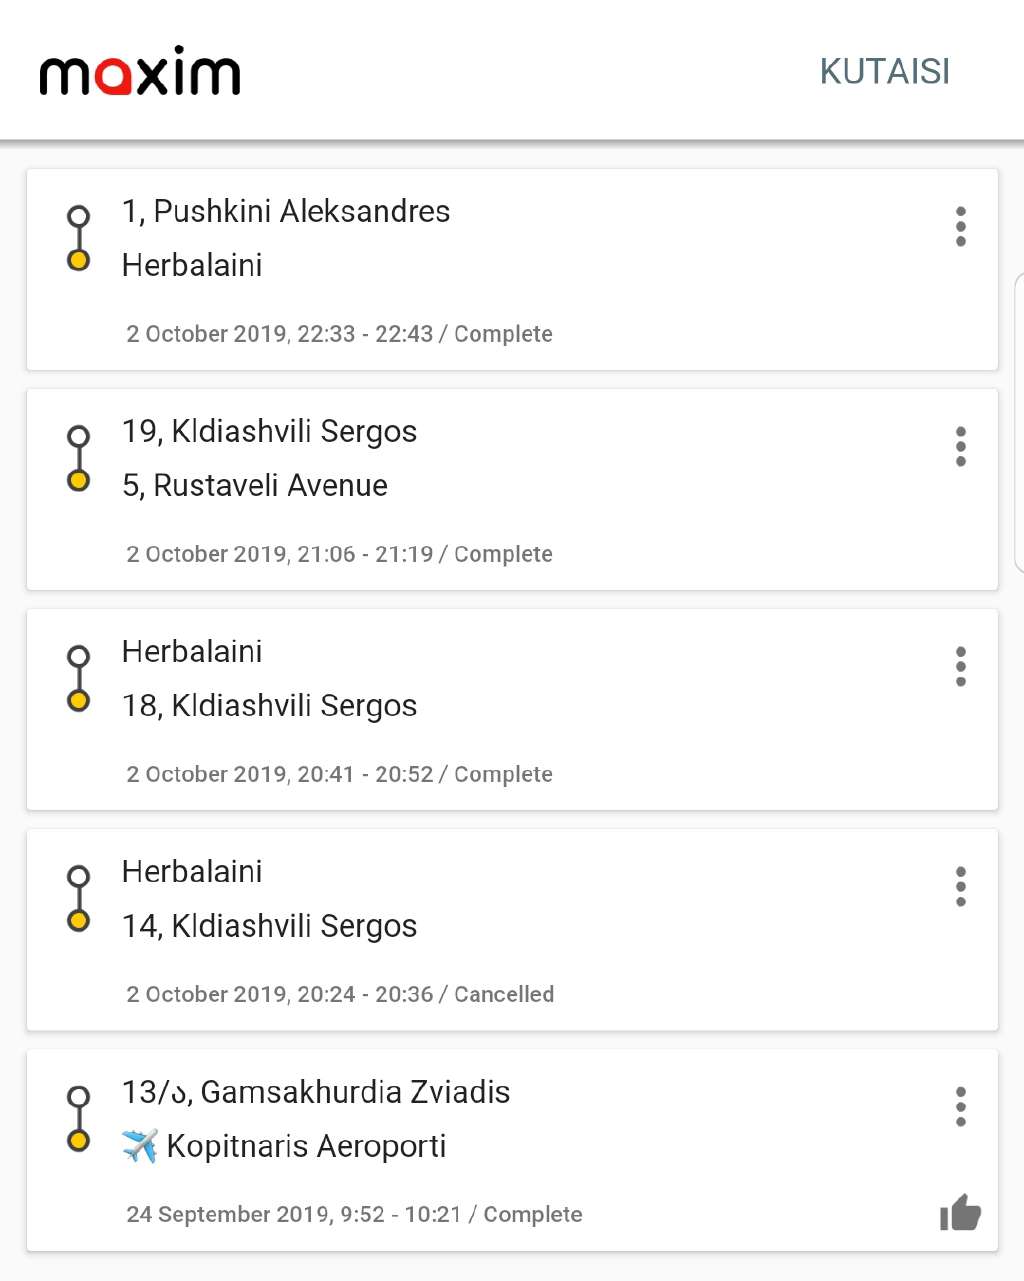 maxim
KUTAISI
1, Pushkini Aleksandres
Herbalaini
2 October 2019, 22:33 - 22:43 / Complete
19, Kldiashvili Sergos
5, Rustaveli Avenue
2 October 2019, 21:06 - 21:19 / Complete
Herbalaini
18, Kldiashvili Sergos
2 October 2019, 20:41 - 20:52 / Complete
Herbalaini
14, Kldiashvili Sergos
2 October 2019, 20:24 - 20:36 / Cancelled
13/ა, Gamsakhurdia Zviadis
✈️ Kopitnaris Aeroporti
24 September 2019, 9:52 - 10:21 / Complete